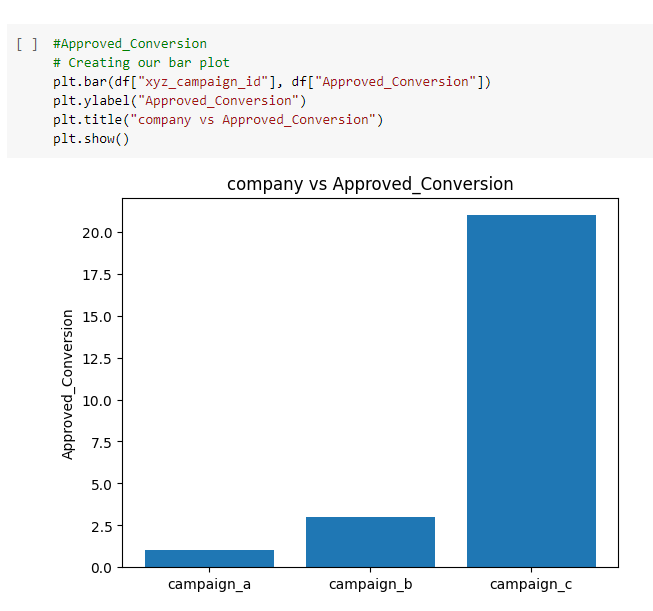 [ ] #Approved_Conversion
# Creating our bar plot
plt.bar(df["xyz_campaign_id"], df["Approved_Conversion"])
plt.ylabel("Approved_Conversion")
plt.title("company vs Approved_Conversion")
plt.show()
company vs Approved_Conversion
Approved_Conversion
20.0
17.5
15.0
12.5
10.0
7.5
5.0
2.5
0.0
campaign_a campaign_b campaign_c